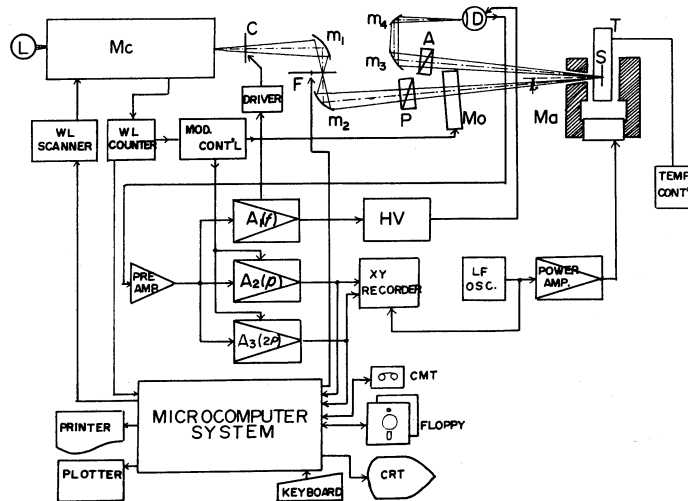 L
Mc
C
m1
F
m2
m4
m3
A
D
P
Mo
T
S
Ma
DRIVER
WL SCANNER
WL COUNTER
MOD. CONT'L
TEMP CONT'
A1(f)
HV
PRE AMB
A2(p)
XY RECORDER
LF OSC.
POWER AMP.
A3(2P)
MICROCOMPUTER SYSTEM
CMT
FLOPPY
PRINTER
PLOTTER
KEYBOARD
CRT